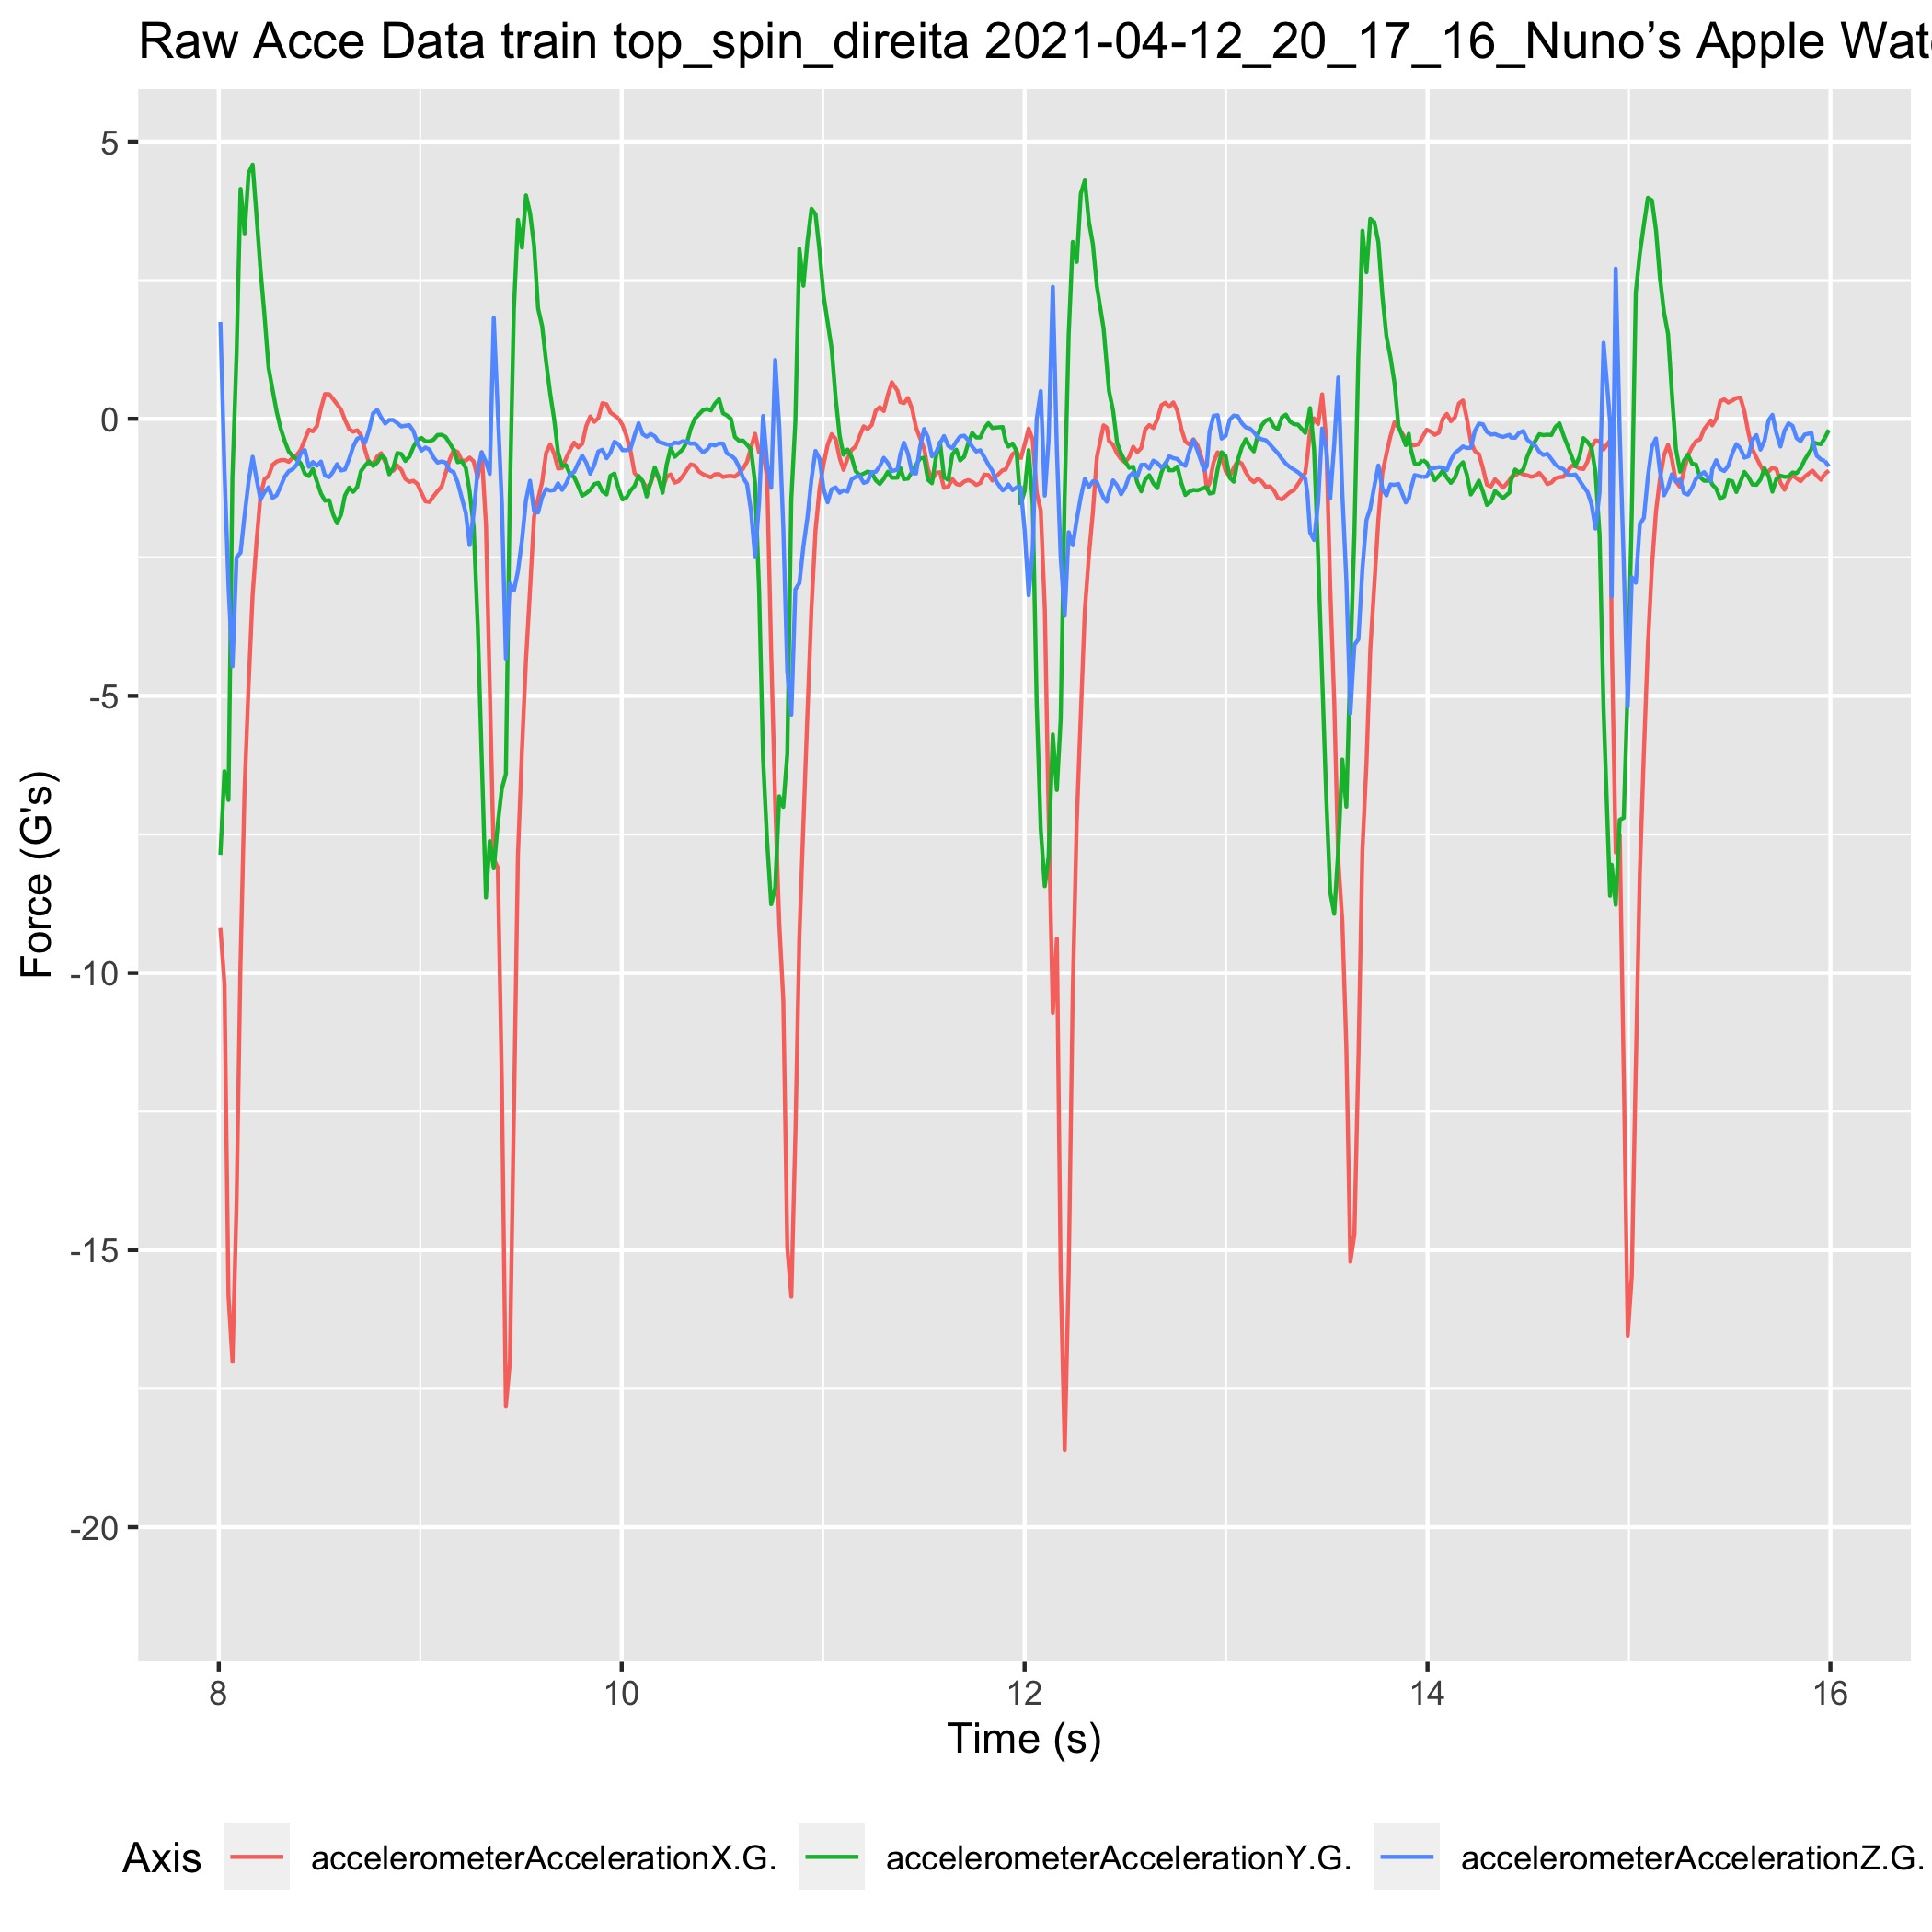 Raw Acce Data train top_spin_direita 2021-04-12_20_17_16_Nuno’s Apple Wat
5
0
-5
-10
-15
-20
Force (G's)
8 10 12 14 16
Time (s)
Axis accelerometerAccelerationX.G. accelerometerAccelerationY.G. accelerometerAccelerationZ.G.